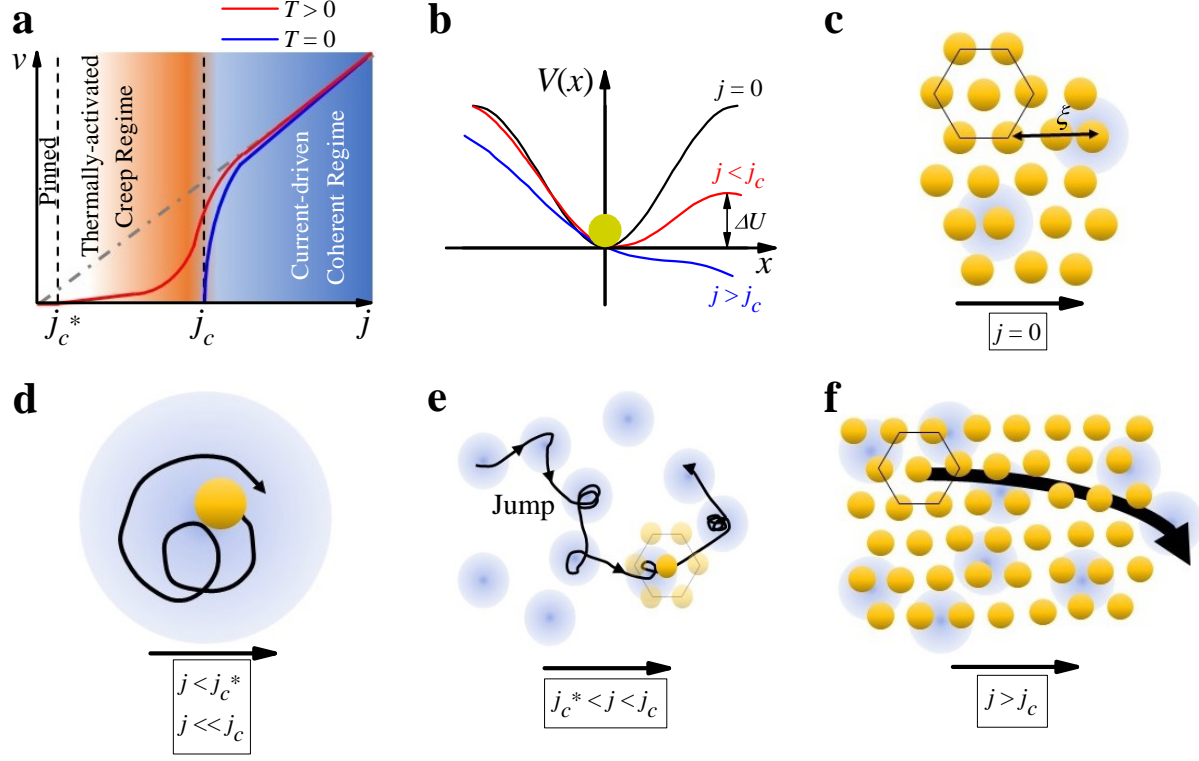 a
T > 0
T = 0
v
Pinned
Thermally-activated
Creep Regime
Current-driven
Coherent Regime
j_c*
j_c
j
b
V(x)
j = 0
j < j_c
ΔU
x
j > j_c
c
ξ
j = 0
d
j < j_c*
j << j_c
e
Jump
j_c* < j < j_c
f
j > j_c